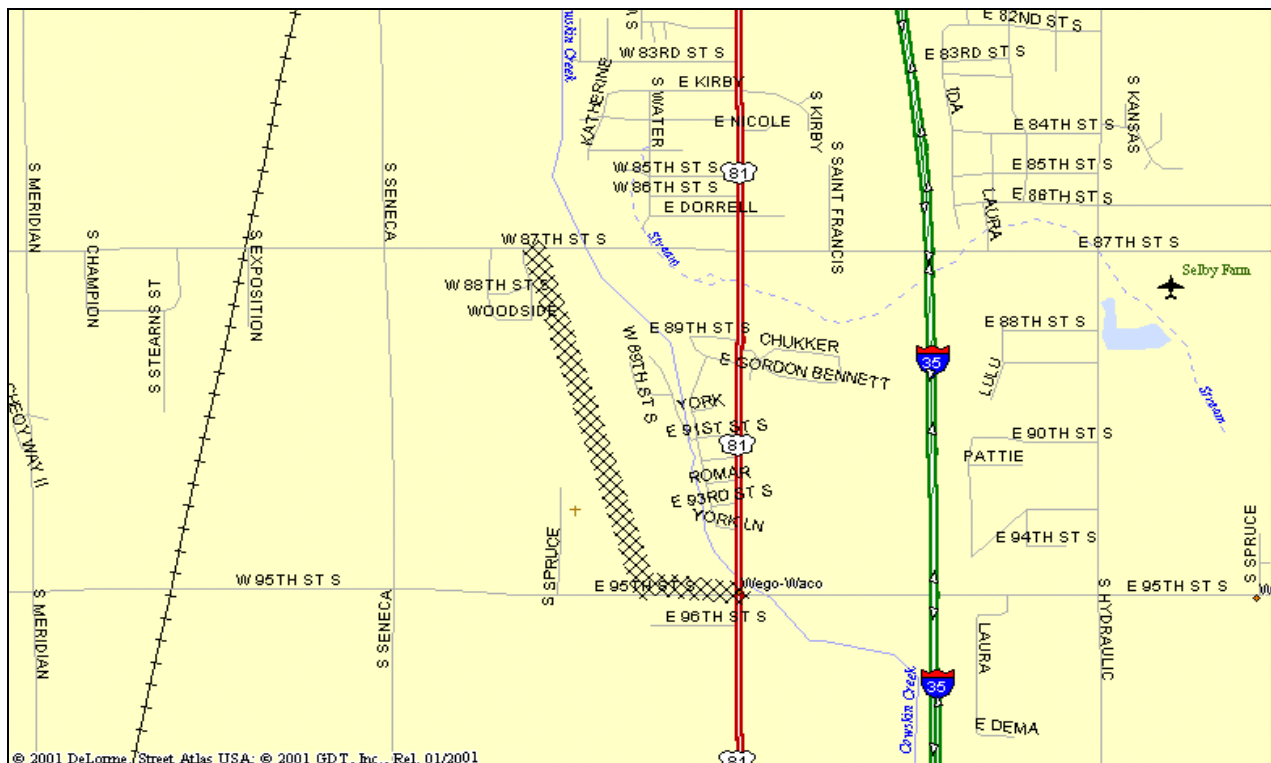 E 82ND ST S
W 83RD ST S
E 83RD ST S
Cowskin Creek
KATHERINE
S WATER
E KIRBY
S KIRBY
IDA
S KANSAS
E NICOLE
E 84TH ST S
S MERIDIAN
S SENECA
W 85TH ST S
81
S SAINT FRANCIS
E 85TH ST S
W 86TH ST S
E 86TH ST S
E DORRELL
LAURA
S CHAMPION
S EXPOSITION
W 87TH ST S
Stream
E 87TH ST S
Selby Farm
W 88TH ST S
S STEARNS ST
WOODSIDE
E 89TH ST S
CHUKKER
E 88TH ST S
W 89TH ST S
E GORDON BENNETT
35
LULU
YORK
Stream
CHEOY WAY II
E 91ST ST S
81
E 90TH ST S
ROMAR
PATTIE
E 93RD ST S
YORK LN
E 94TH ST S
S SPRUCE
S SPRUCE
W 95TH ST S
E 95TH ST S
Wego-Waco
E 95TH ST S
W
S MERIDIAN
S SENECA
E 96TH ST S
LAURA
S HYDRAULIC
35
Cowskin Creek
E DEMA
81
© 2001 DeLorme. Street Atlas USA; © 2001 GDT, Inc., Rel. 01/2001